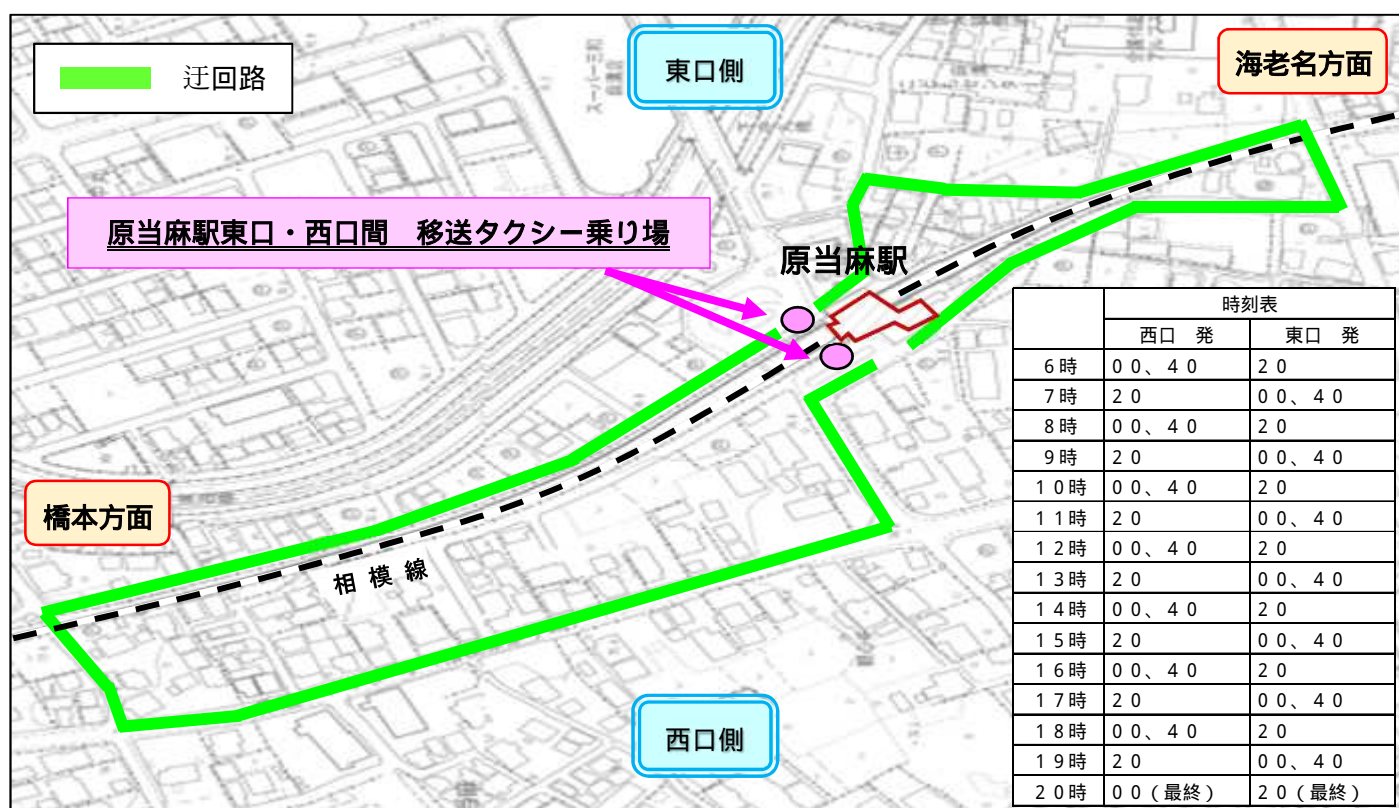 迂回路
東口側
海老名方面
原当麻駅東口・西口間　移送タクシー乗り場
原当麻駅
橋本方面
相模線
西口側
時刻表
西口　発 東口　発
6時 00、40 20
7時 20 00、40
8時 00、40 20
9時 20 00、40
10時 00、40 20
11時 20 00、40
12時 00、40 20
13時 20 00、40
14時 00、40 20
15時 20 00、40
16時 00、40 20
17時 20 00、40
18時 00、40 20
19時 20 00、40
20時 00(最終) 20(最終)